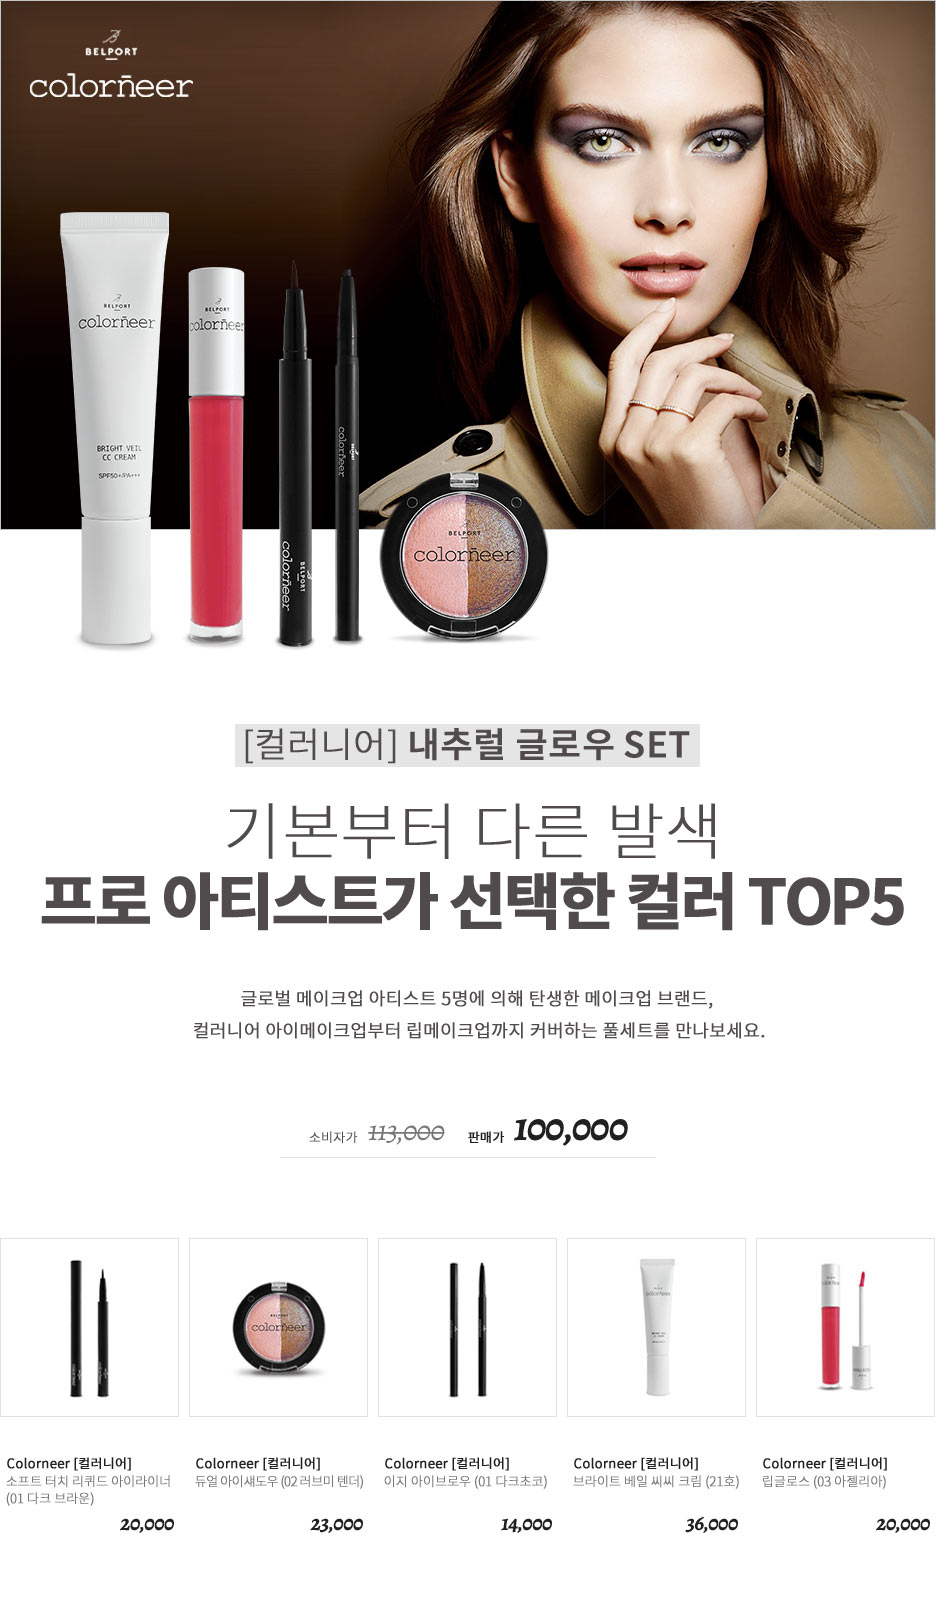 BELPORT
colorñeer
BELPORT
colorñeer
BRIGHT VEIL
CC CREAM
SPF50+/PA+++
BELPORT
colorñeer
BELPORT
colorñeer
BELPORT
colorñeer
BELPORT
colorñeer
[컬러니어] 내추럴 글로우 SET
기본부터 다른 발색
프로 아티스트가 선택한 컬러 TOP5
글로벌 메이크업 아티스트 5명에 의해 탄생한 메이크업 브랜드,
컬러니어 아이메이크업부터 립메이크업까지 커버하는 풀세트를 만나보세요.
소비자가 113,000 판매가 100,000
BELPORT
colorñeer
Colorneer [컬러니어]
소프트 터치 리퀴드 아이라이너
(01 다크 브라운)
20,000
Colorneer [컬러니어]
듀얼 아이섀도우 (02 러브미 텐더)
23,000
Colorneer [컬러니어]
이지 아이브로우 (01 다크초코)
14,000
Colorneer [컬러니어]
브라이트 베일 씨씨 크림 (21호)
36,000
Colorneer [컬러니어]
립글로스 (03 아젤리아)
20,000